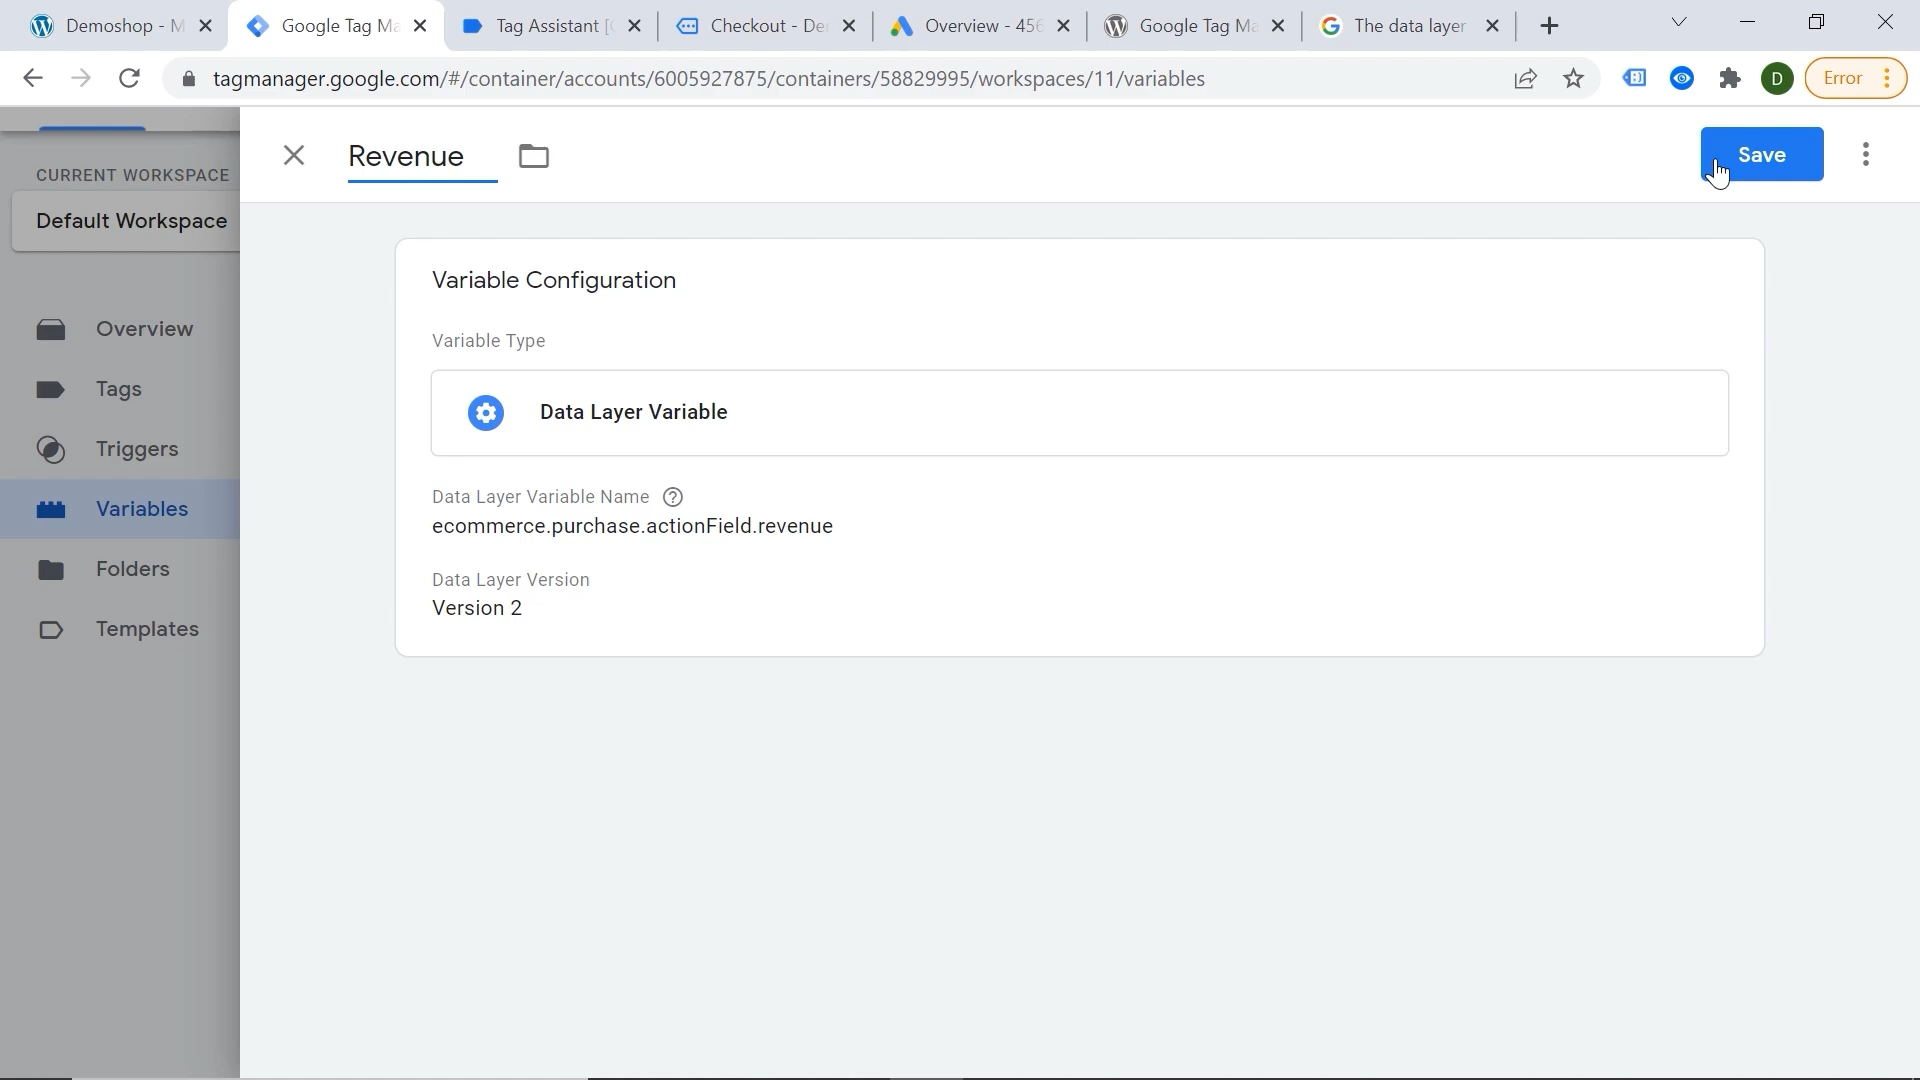 Demoshop - M
Google Tag Ma
Tag Assistant [
Checkout - De
Overview - 456
Google Tag Ma
The data layer
tagmanager.google.com/#/container/accounts/6005927875/containers/58829995/workspaces/11/variables
D
Error
Revenue
Save
CURRENT WORKSPACE
Default Workspace
Overview
Tags
Triggers
Variables
Folders
Templates
Variable Configuration
Variable Type
Data Layer Variable
Data Layer Variable Name
ecommerce.purchase.actionField.revenue
Data Layer Version
Version 2